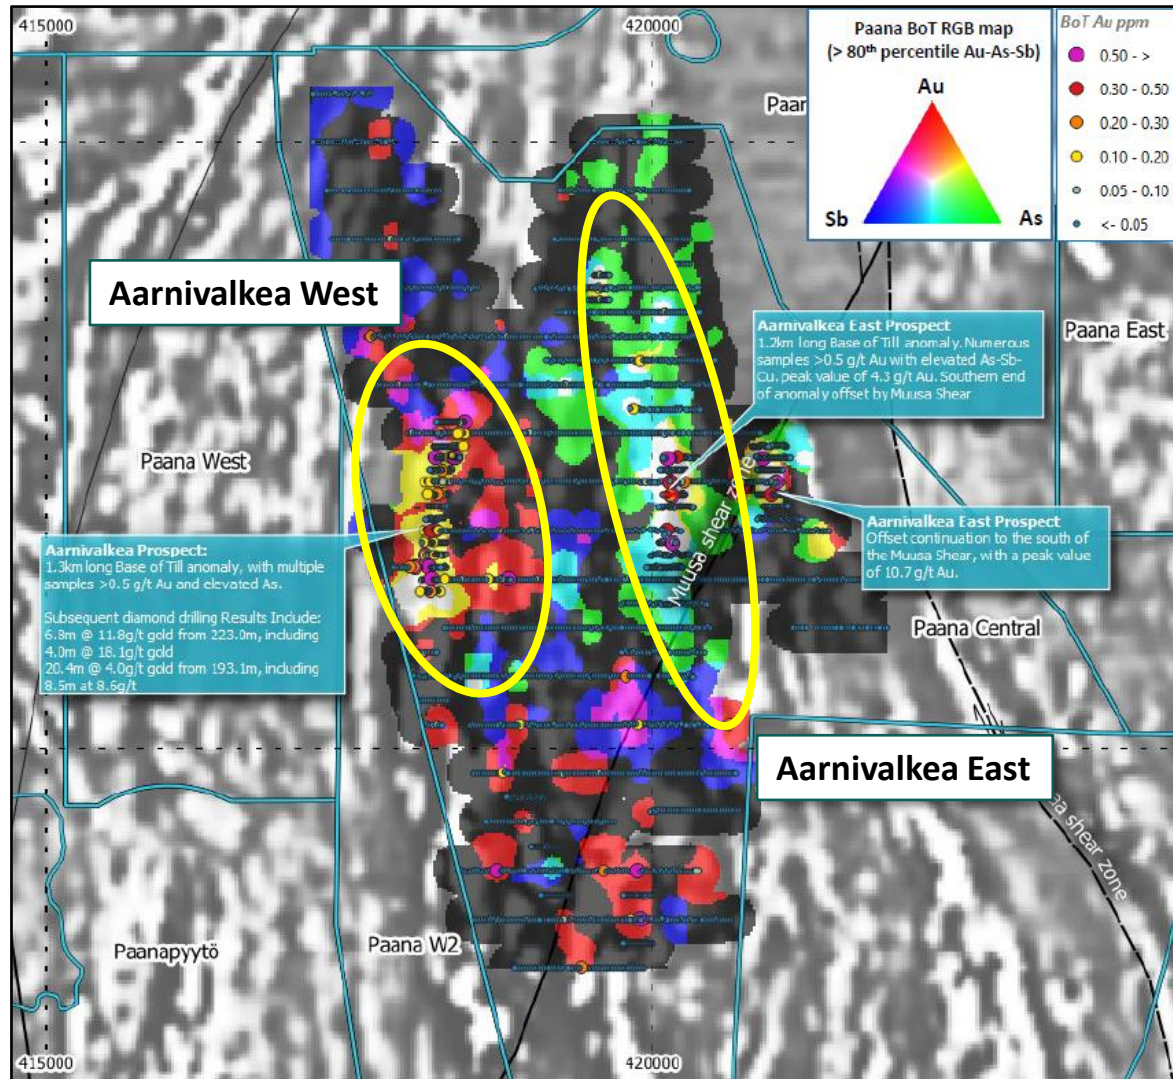 415000
420000
Paana BoT RGB map
(> 80th percentile Au-As-Sb)
Au
Sb
As
BoT Au ppm
0.50 - >
0.30 - 0.50
0.20 - 0.30
0.10 - 0.20
0.05 - 0.10
<- 0.05
Aarnivalkea West
Aarnivalkea East Prospect
1.2km long Base of Till anomaly. Numerous
samples >0.5 g/t Au with elevated As-Sb-
Cu. peak value of 4.3 g/t Au. Southern end
of anomaly offset by Muusa Shear
Paana East
Paana West
Muusa shear zone
Aarnivalkea East Prospect
Offset continuation to the south of
the Muusa Shear, with a peak value
of 10.7 g/t Au.
Aarnivalkea Prospect:
1.3km long Base of Till anomaly, with multiple
samples >0.5 g/t Au and elevated As.
Subsequent diamond drilling Results Include:
6.8m @ 11.8g/t gold from 223.0m, including
4.0m @ 18.1g/t gold
20.4m @ 4.0g/t gold from 193.1m, including
8.5m at 8.6g/t
Paana Central
Aarnivalkea East
shear zone
Paanapyytö
Paana W2
415000
420000